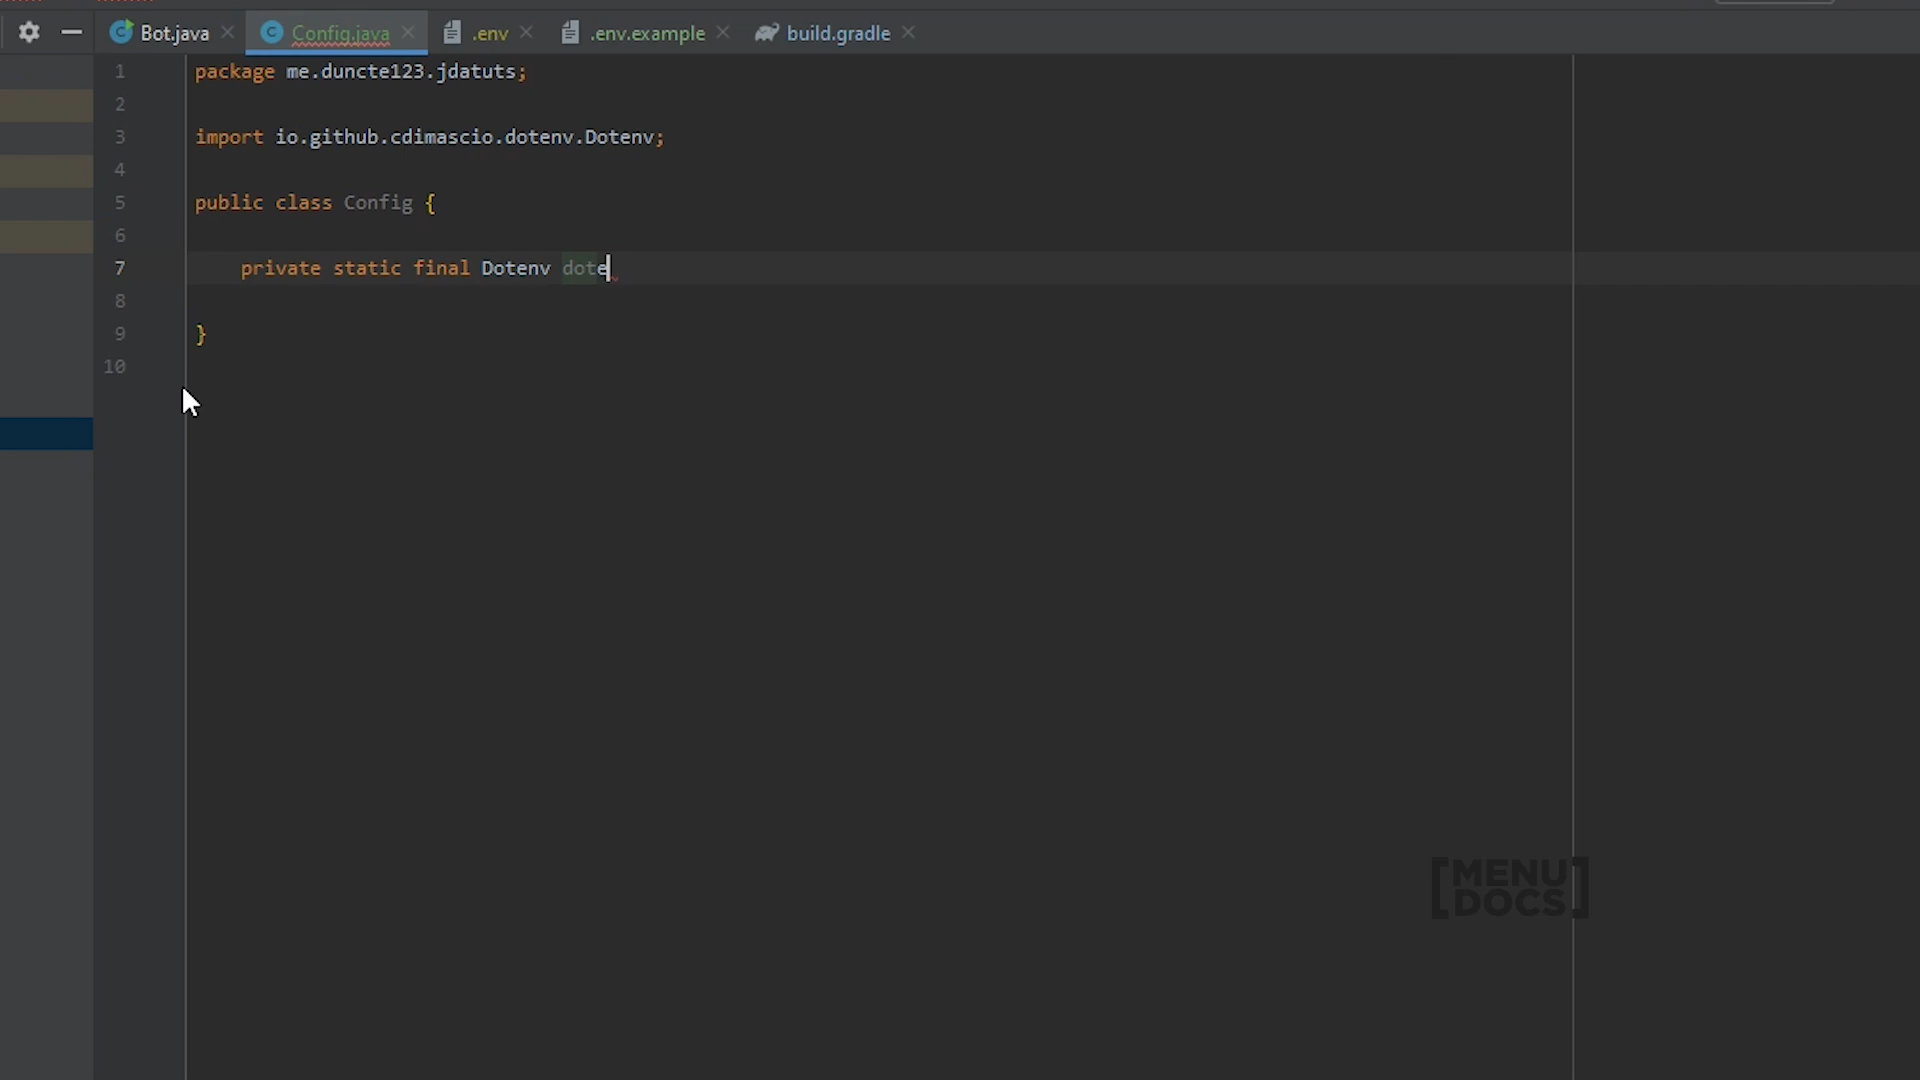 Bot.java Config.java .env .env.example build.gradle
1 package me.duncte123.jdatuts;
2
3 import io.github.cdimascio.dotenv.Dotenv;
4
5 public class Config {
6
7 private static final Dotenv dote
8
9 }
10
[MENU
DOCS]